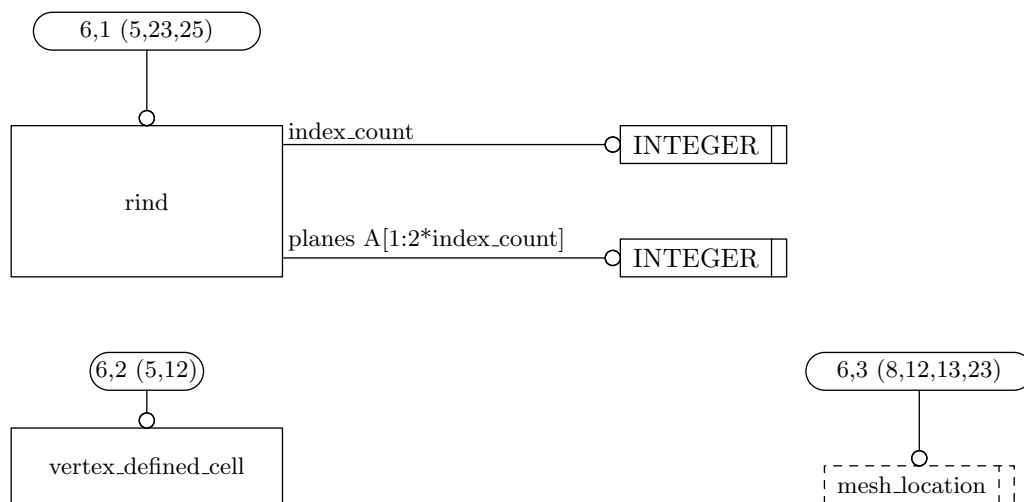 6,1 (5,23,25)
index_count
INTEGER
rind
planes A[1:2*index_count]
INTEGER
6,2 (5,12)
6,3 (8,12,13,23)
vertex_defined_cell
mesh_location